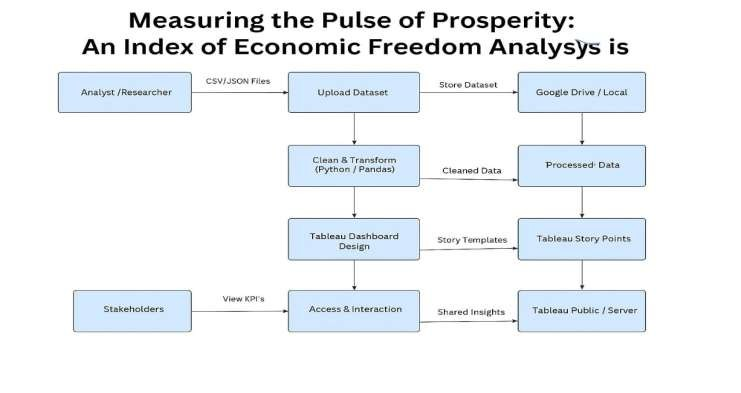 Measuring the Pulse of Prosperity:
An Index of Economic Freedom Analysys is
Analyst /Researcher
CSV/JSON Files
Upload Dataset
Store Dataset
Google Drive / Local
Clean & Transform
(Python / Pandas)
Cleaned Data
Processed· Data
Tableau Dashboard
Design
Story Templates
Tableau Story Points
Stakeholders
View KPI's
Access & Interaction
Shared Insights
Tableau Public / Server